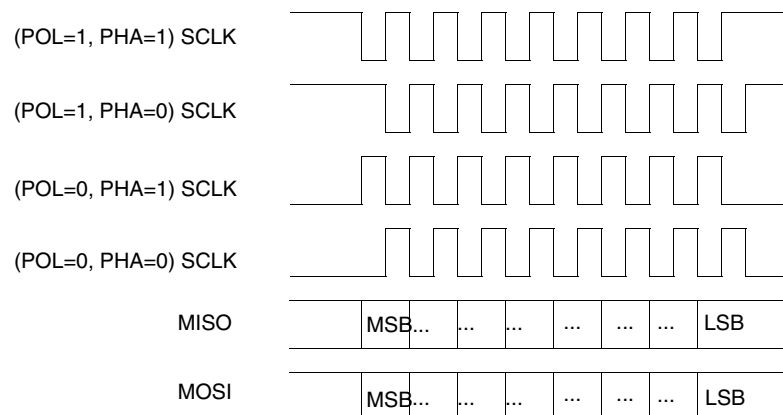 (POL=1, PHA=1) SCLK
(POL=1, PHA=0) SCLK
(POL=0, PHA=1) SCLK
(POL=0, PHA=0) SCLK
MISO MSB... ... ... ... ... ... LSB
MOSI MSB... ... ... ... ... ... LSB